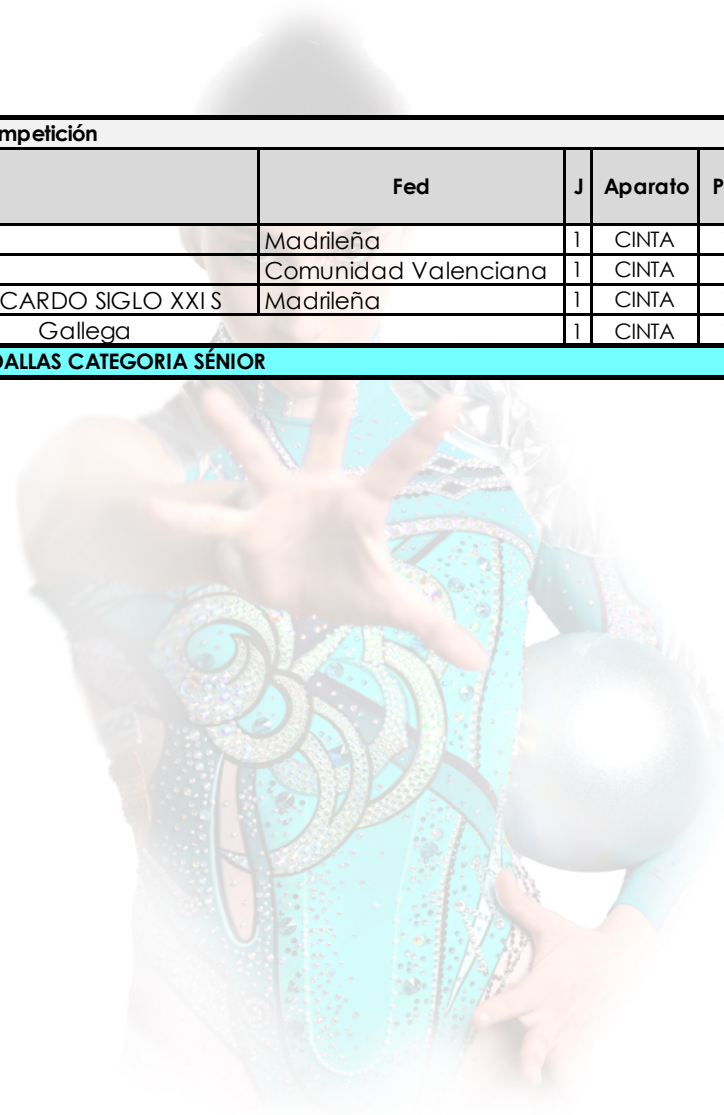 mpetición
Fed J Aparato P
Madrileña 1 CINTA
Comunidad Valenciana 1 CINTA
CARDO SIGLO XXI S Madrileña 1 CINTA
Gallega 1 CINTA
DALLAS CATEGORIA SÉNIOR